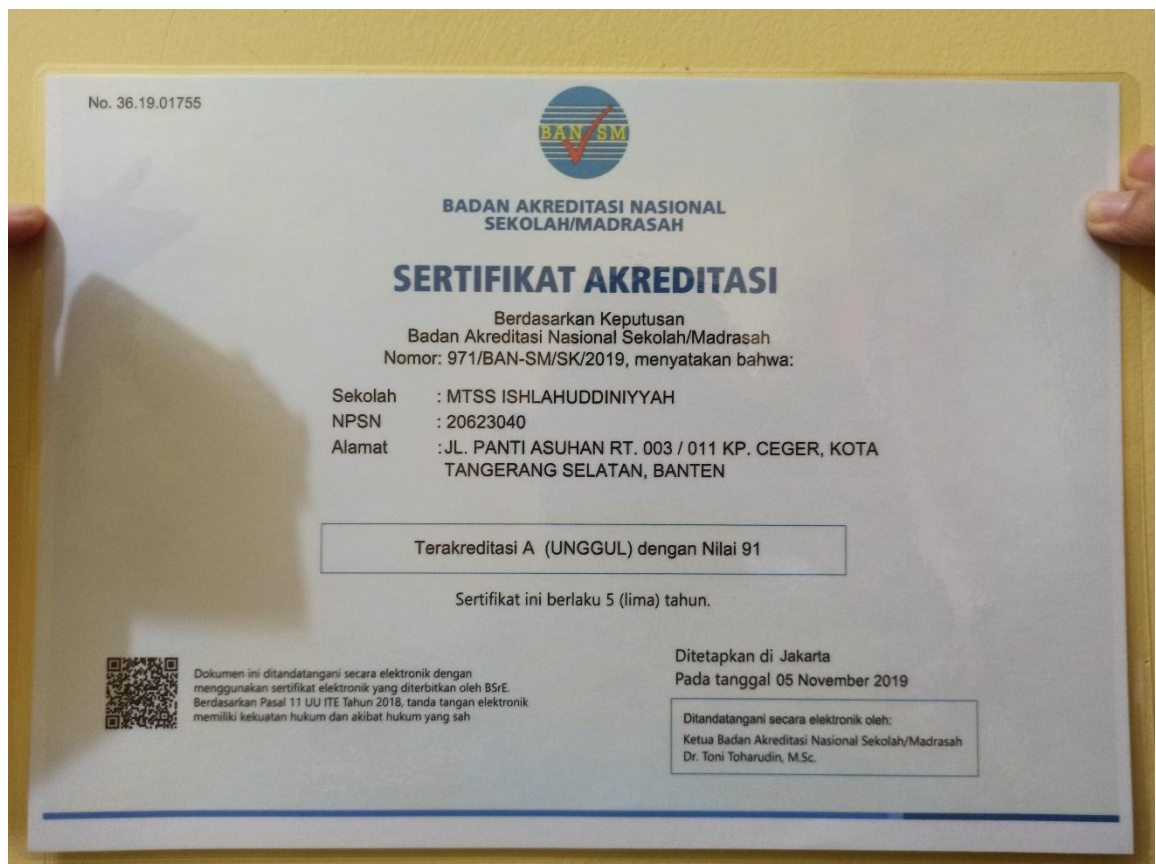 No. 36.19.01755
BAN SM
BADAN AKREDITASI NASIONAL
SEKOLAH/MADRASAH
SERTIFIKAT AKREDITASI
Berdasarkan Keputusan
Badan Akreditasi Nasional Sekolah/Madrasah
Nomor: 971/BAN-SM/SK/2019, menyatakan bahwa:
Sekolah : MTSS ISHLAHUDDINIYYAH
NPSN : 20623040
Alamat : JL. PANTI ASUHAN RT. 003 / 011 KP. CEGER, KOTA
TANGERANG SELATAN, BANTEN
Terakreditasi A (UNGGUL) dengan Nilai 91
Sertifikat ini berlaku 5 (lima) tahun.
Dokumen ini ditandatangani secara elektronik dengan
menggunakan sertifikat elektronik yang diterbitkan oleh BSrE.
Berdasarkan Pasal 11 UU ITE Tahun 2018, tanda tangan elektronik
memiliki kekuatan hukum dan akibat hukum yang sah
Ditetapkan di Jakarta
Pada tanggal 05 November 2019
Ditandatangani secara elektronik oleh:
Ketua Badan Akreditasi Nasional Sekolah/Madrasah
Dr. Toni Toharudin, M.Sc.